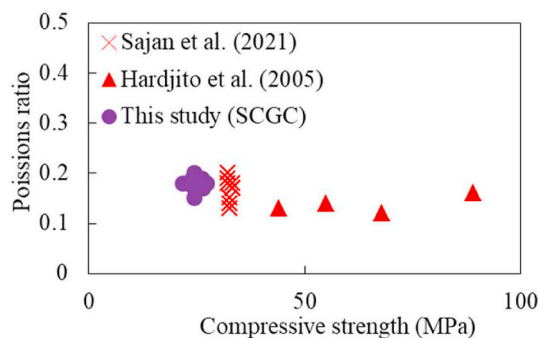 0.5
0.4
0.3
0.2
0.1
0
Poissions ratio
Sajan et al. (2021)
Hardjito et al. (2005)
This study (SCGC)
0 50 100
Compressive strength (MPa)